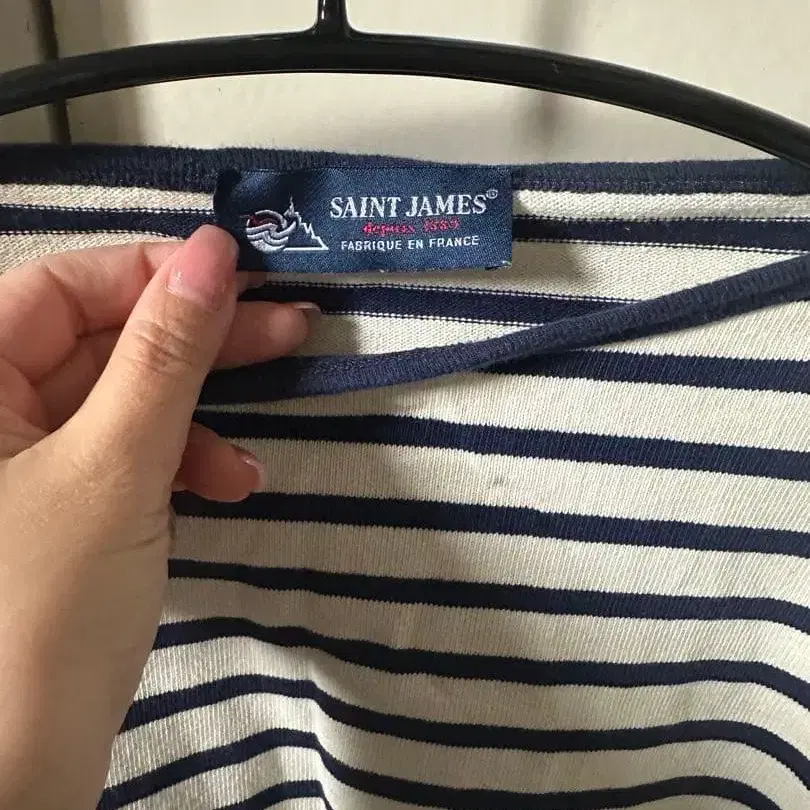 SAINT JAMES®
depuis 1889
FABRIQUE EN FRANCE